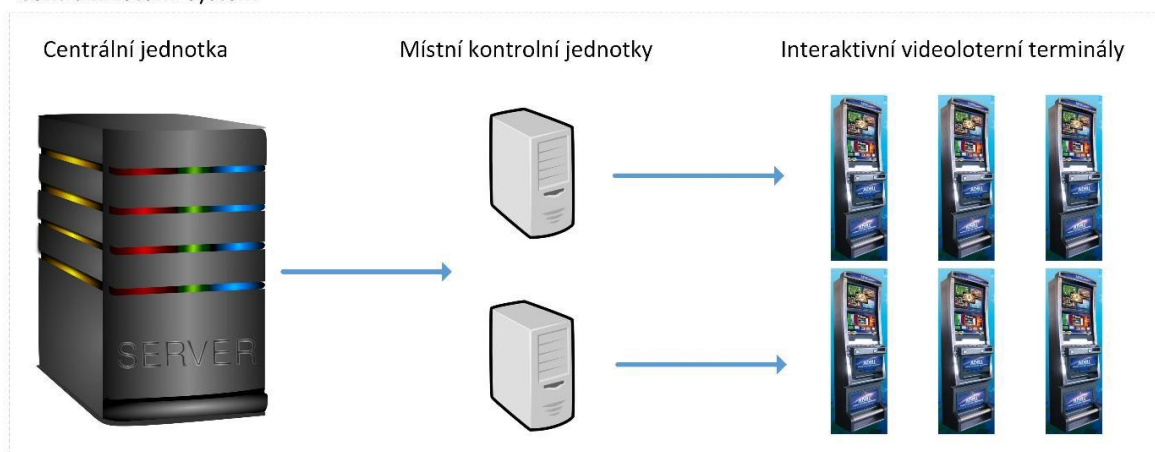 Centrální jednotka
Místní kontrolní jednotky
Interaktivní videoloterní terminály
SERVER